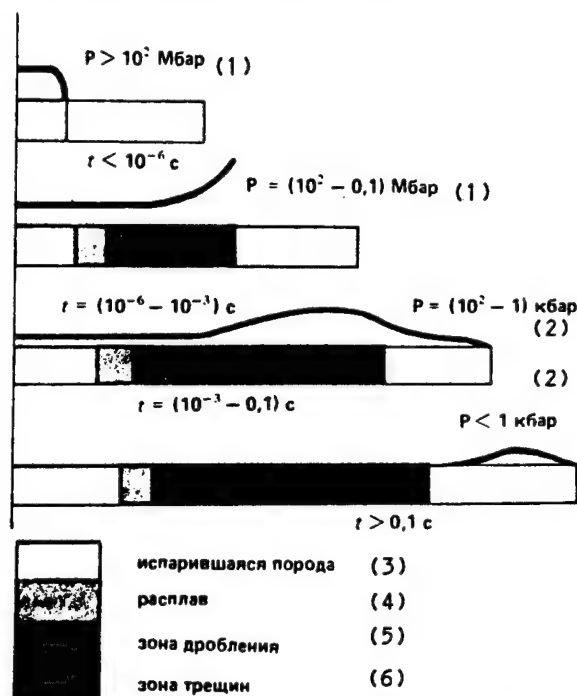 P > 10² Мбар (1)
t < 10⁻⁶ с
P = (10² – 0,1) Мбар (1)
t = (10⁻⁶ – 10⁻³) с
P = (10² – 1) кбар
(2)
(2)
t = (10⁻³ – 0,1) с
P < 1 кбар
t > 0,1 с
испарившаяся порода (3)
расплав (4)
зона дробления (5)
зона трещин (6)